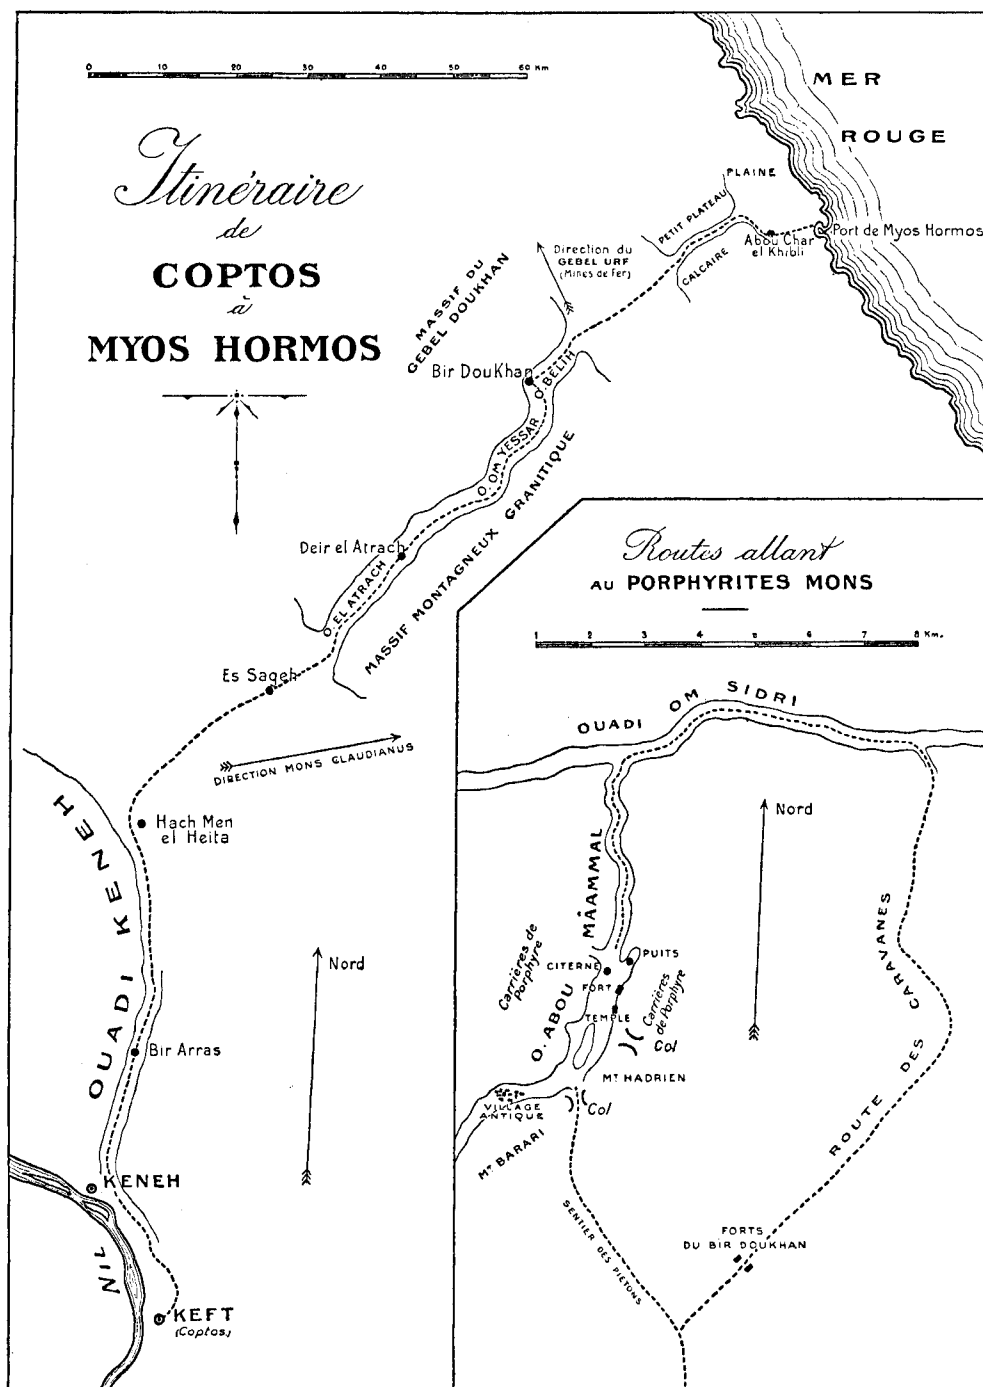 0 10 20 30 40 50 60 Km
MER
ROUGE
Itinéraire
de
COPTOS
à
MYOS HORMOS
PLAINE
PETIT PLATEAU
CALCAIRE
Port de Myos Hormos
Abou Char
el Khibli
Direction du
GEBEL URF
(Mines de Fer)
MASSIF DU
GEBEL DOUKHAN
Bir Doukhan
O. BELIH
O. OM YESSAR
MASSIF MONTAGNEUX GRANITIQUE
Deir el Atrach
O. EL ATRACH
Es Saqeh
DIRECTION MONS CLAUDIANUS
Hach Men
el Heita
OUADI KENEH
Nord
Bir Arras
KENEH
NIL
KEFT
(Coptos)
Routes allant
AU PORPHYRITES MONS
1 2 3 4 5 6 7 8 Km.
OUADI OM SIDRI
Nord
O. ABOU MÂAMMAL
Carrières de
Porphyre
PUITS
CITERNE
FORT
TEMPLE
Carrières
de Porphyre
Col
MT HADRIEN
Col
VILLAGE
ANTIQUE
MT BARARI
SENTIER DES PIETONS
ROUTE DES CARAVANES
FORTS
DU BIR DOUKHAN